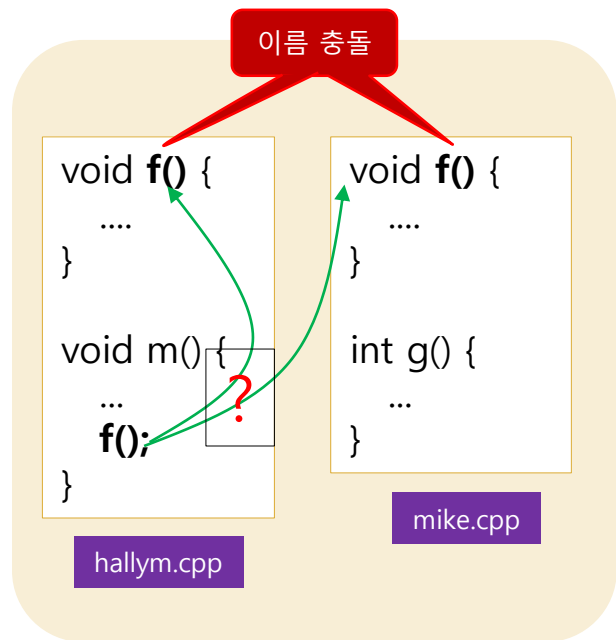 이름 충돌
void f() {
....
}
void m() {
...
f();
}
?
hallym.cpp
void f() {
....
}
int g() {
...
}
mike.cpp